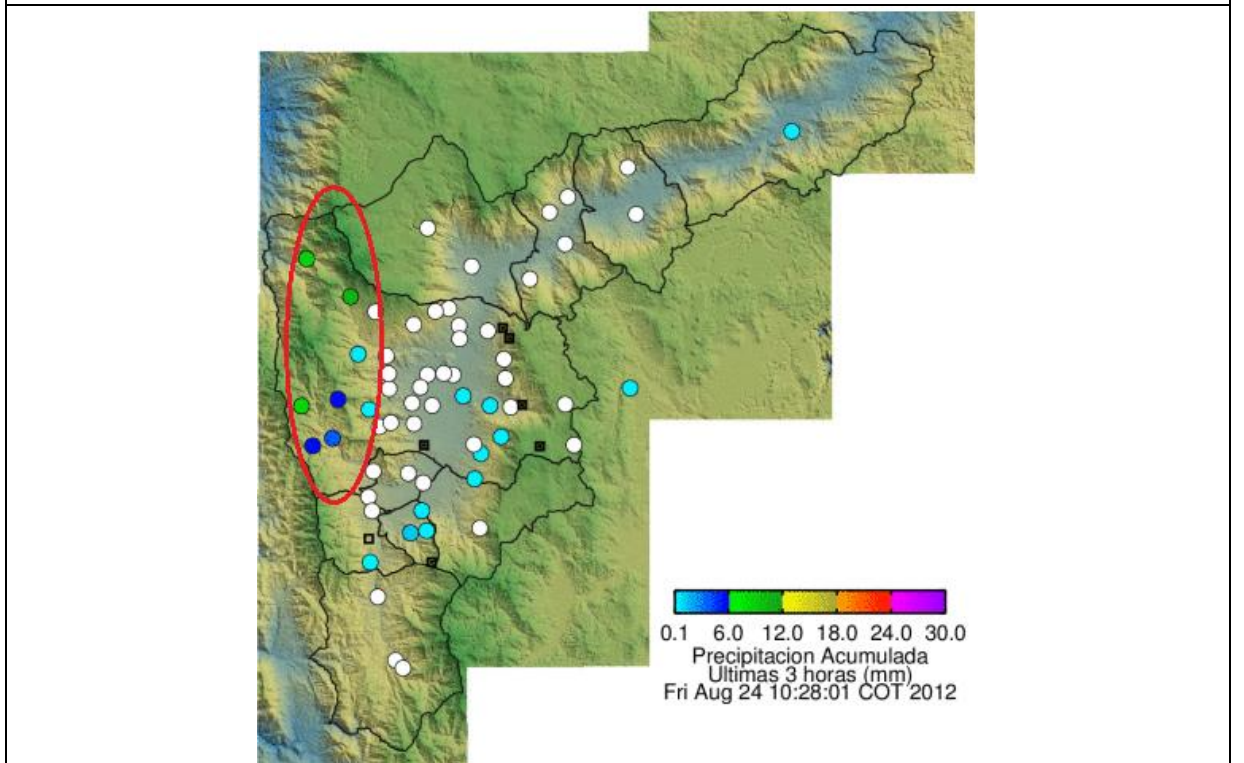 0.1 6.0 12.0 18.0 24.0 30.0
Precipitacion Acumulada
Ultimas 3 horas (mm)
Fri Aug 24 10:28:01 COT 2012